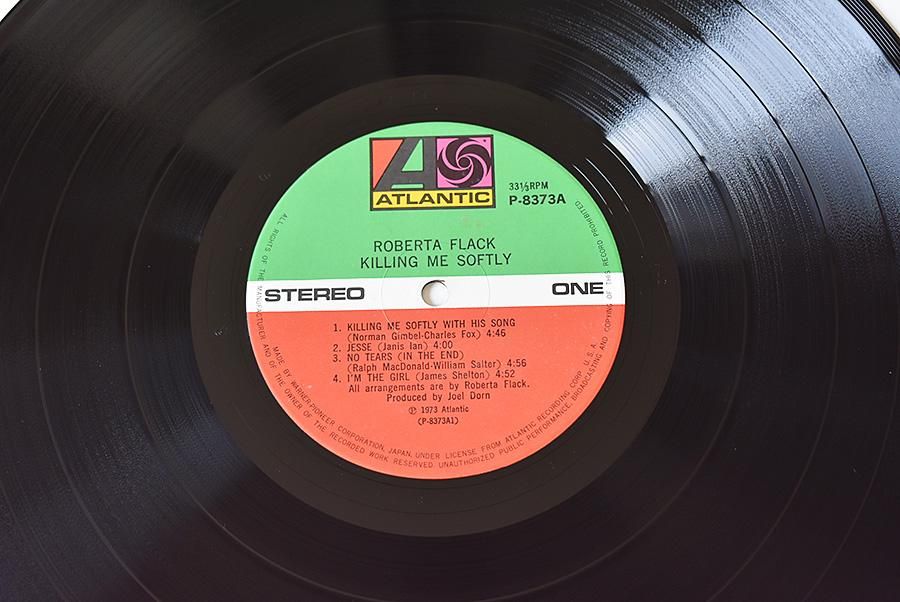 ATLANTIC
33⅓RPM
P-8373A
ROBERTA FLACK
KILLING ME SOFTLY
STEREO
ONE
1. KILLING ME SOFTLY WITH HIS SONG
(Norman Gimbel-Charles Fox) 4:46
2. JESSE (Janis Ian) 4:00
3. NO TEARS (IN THE END)
(Ralph MacDonald-William Salter) 4:56
4. I'M THE GIRL (James Shelton) 4:52
All arrangements are by Roberta Flack.
Produced by Joel Dorn
℗ 1973 Atlantic
(P-8373A1)
MADE BY WARNER-PIONEER CORPORATION, JAPAN, UNDER LICENSE FROM ATLANTIC RECORDING CORP. U.S.A.
ALL RIGHTS OF THE MANUFACTURER AND OF THE OWNER OF THE RECORDED WORK RESERVED. UNAUTHORIZED PUBLIC PERFORMANCE, BROADCASTING AND COPYING OF THIS RECORD PROHIBITED